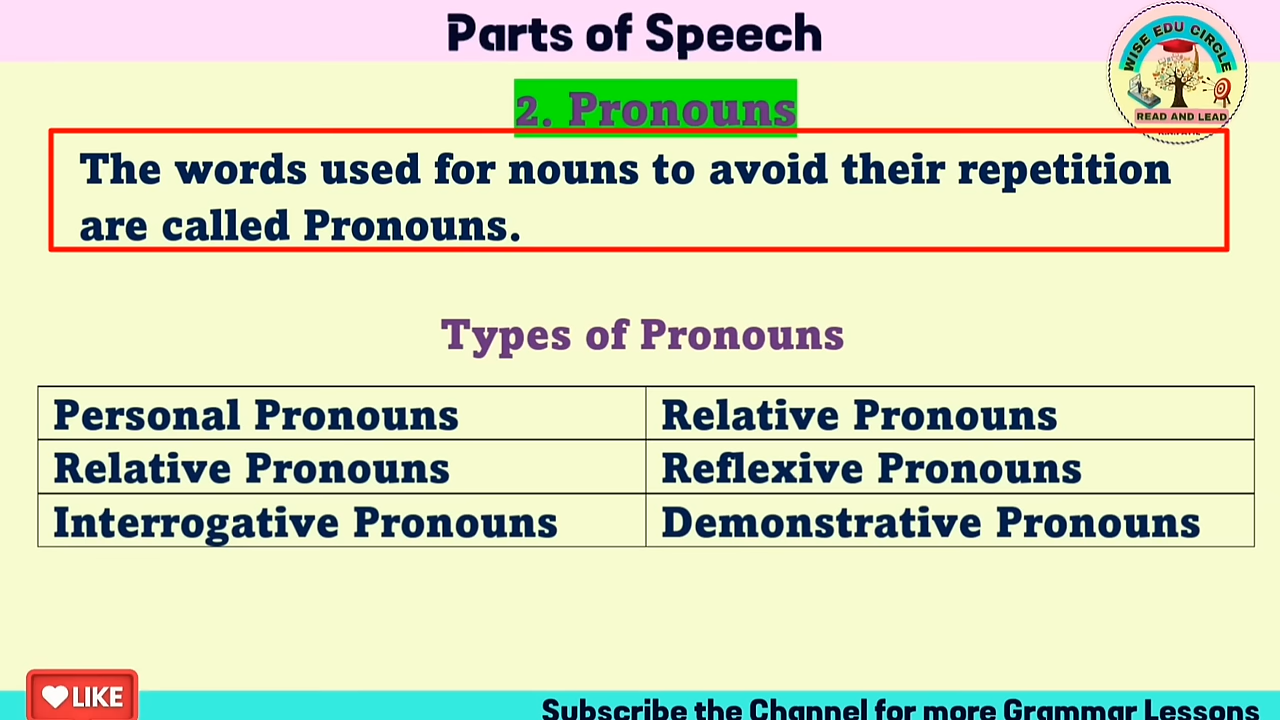 Parts of Speech
WISE EDU CIRCLE
READ AND LEAD
2. Pronouns
The words used for nouns to avoid their repetition
are called Pronouns.
Types of Pronouns
Personal Pronouns
Relative Pronouns
Relative Pronouns
Reflexive Pronouns
Interrogative Pronouns
Demonstrative Pronouns
LIKE
Subscribe the Channel for more Grammar Lessons